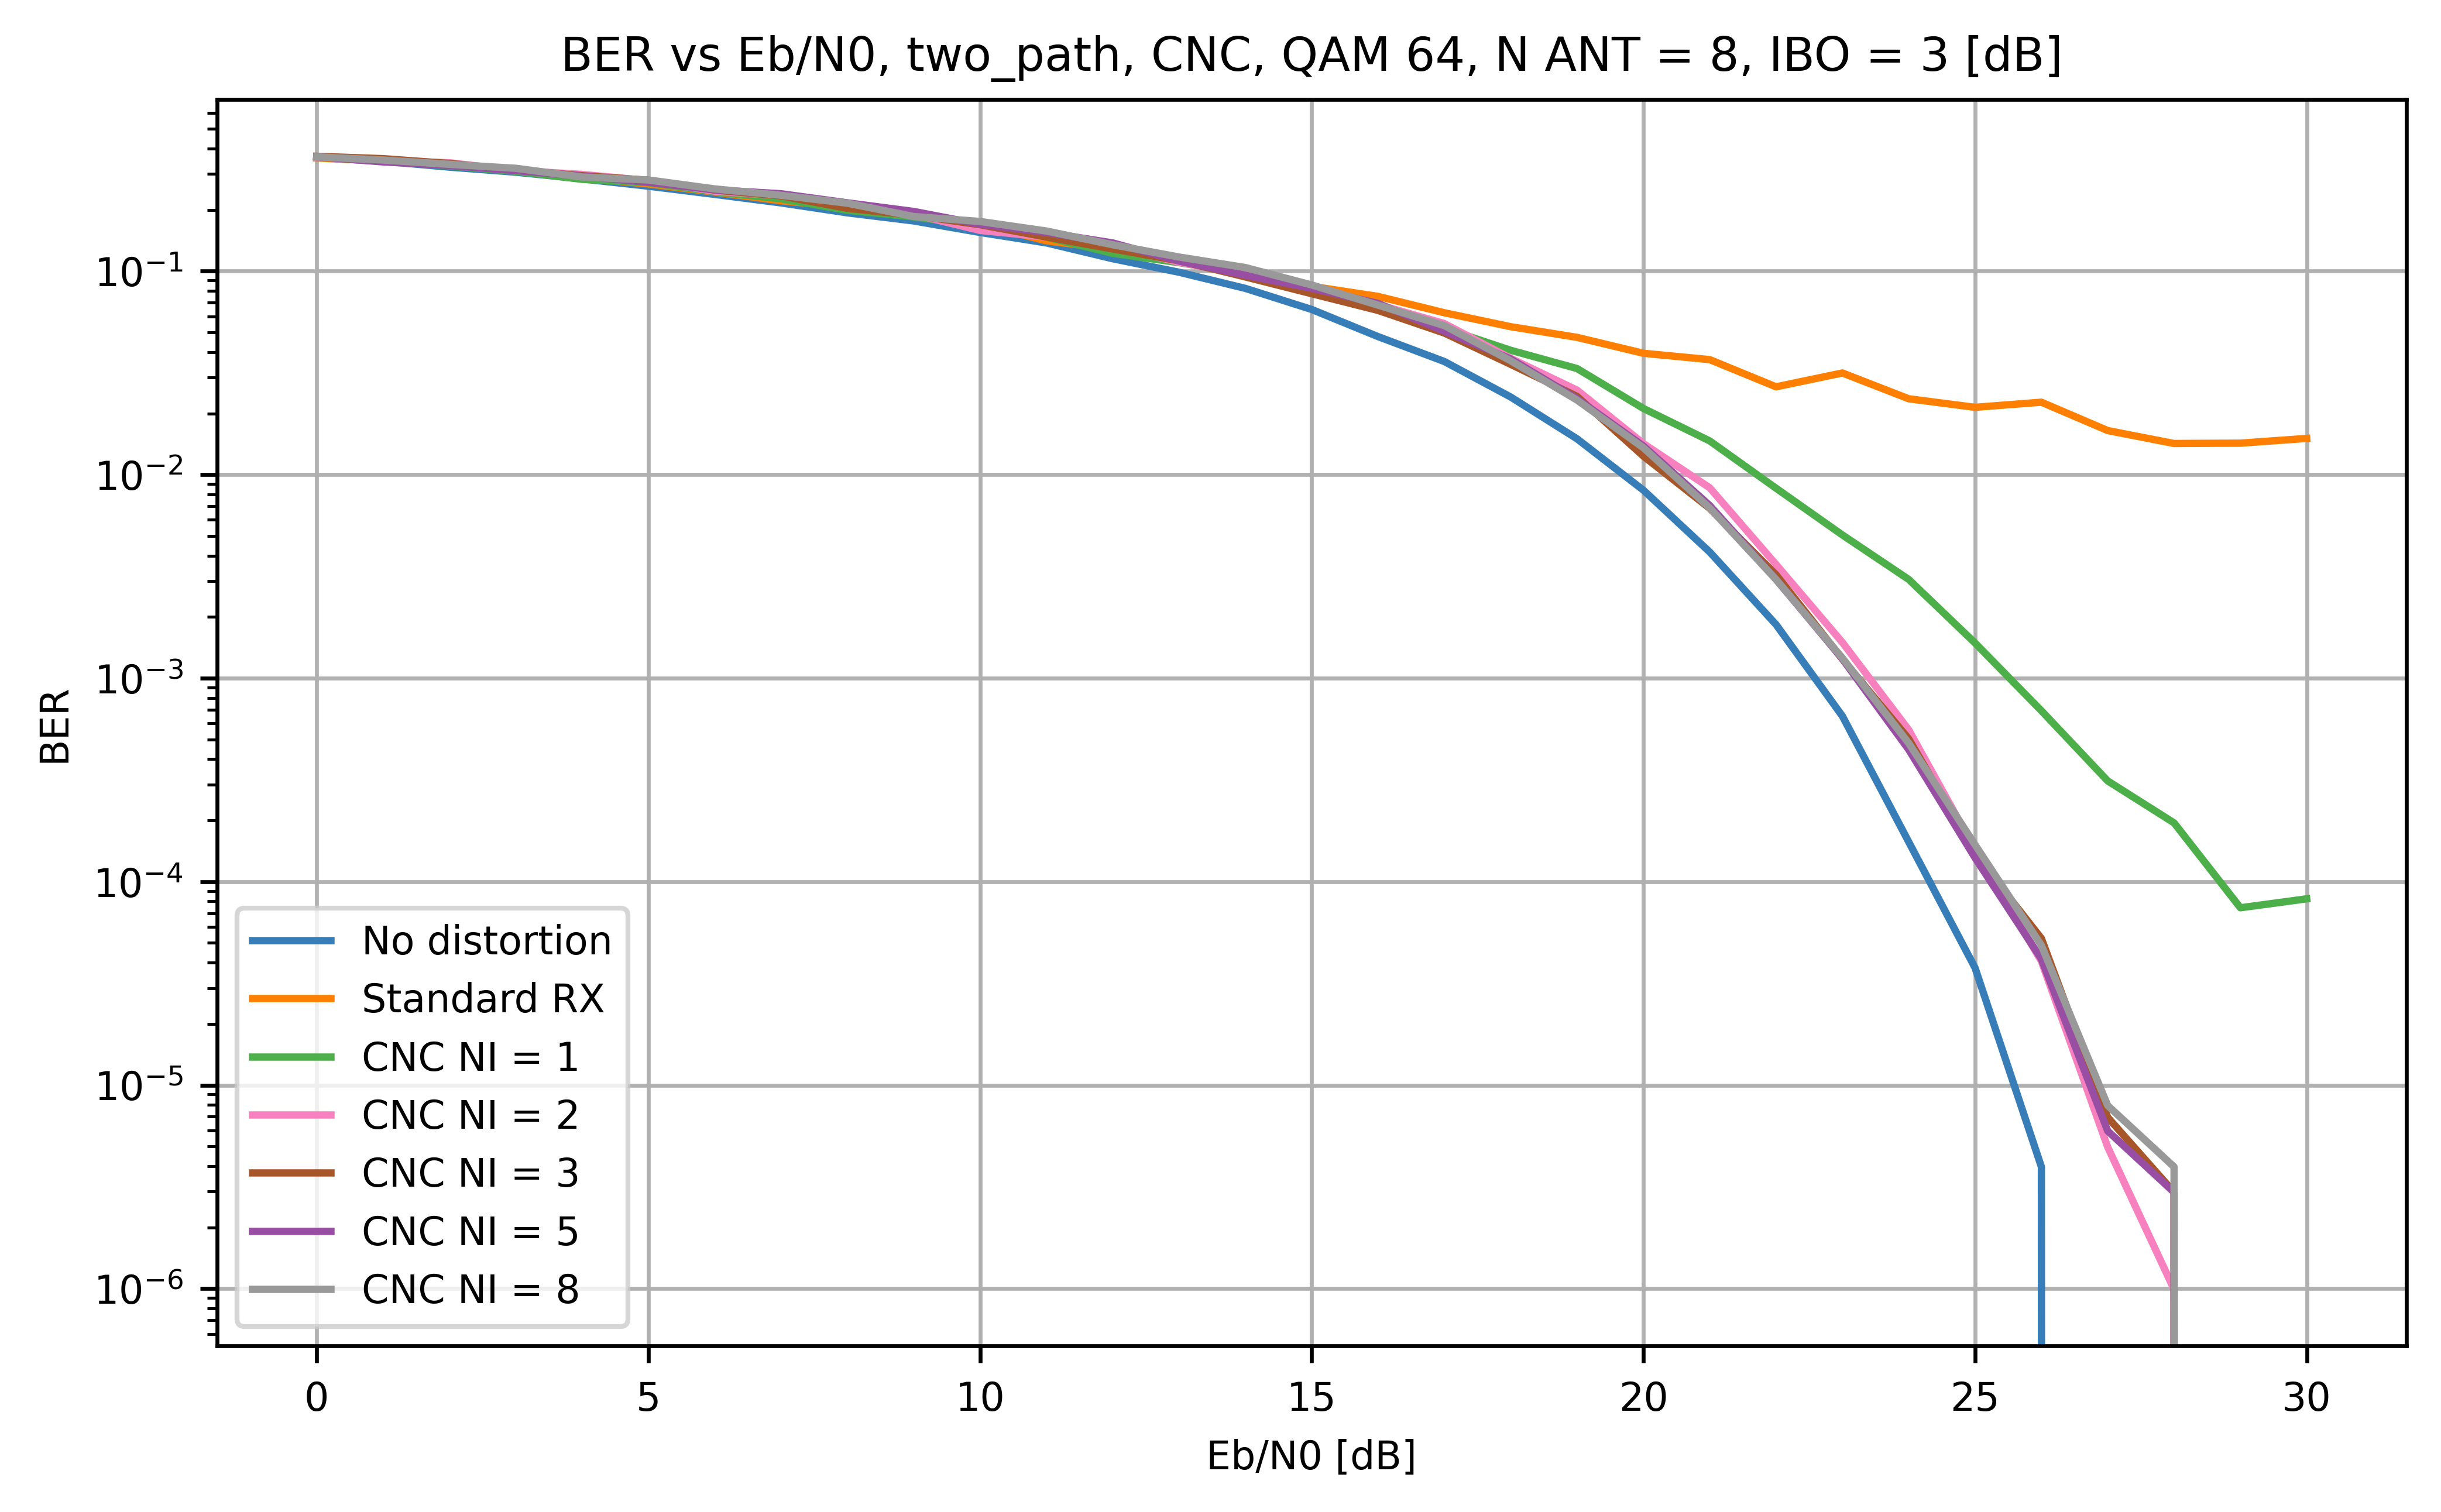 BER vs Eb/N0, two_path, CNC, QAM 64, N ANT = 8, IBO = 3 [dB]
BER
10⁻¹
10⁻²
10⁻³
10⁻⁴
10⁻⁵
10⁻⁶
No distortion
Standard RX
CNC NI = 1
CNC NI = 2
CNC NI = 3
CNC NI = 5
CNC NI = 8
0 5 10 15 20 25 30
Eb/N0 [dB]